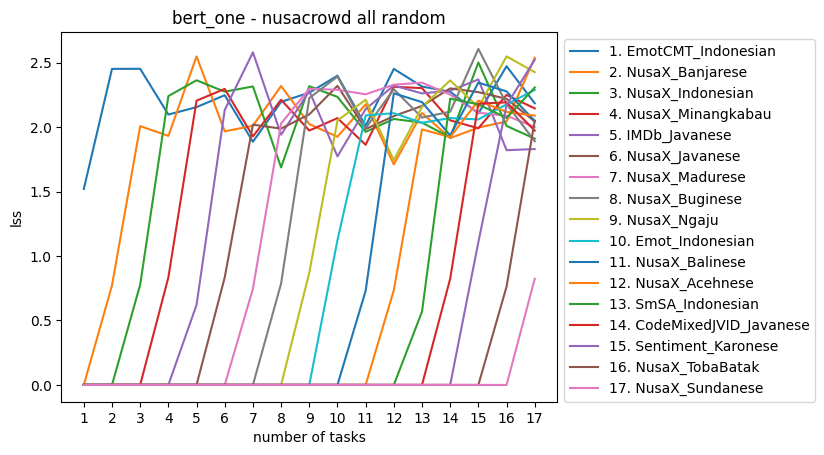 bert_one - nusacrowd all random
lss
2.5
2.0
1.5
1.0
0.5
0.0
1 2 3 4 5 6 7 8 9 10 11 12 13 14 15 16 17
number of tasks
1. EmotCMT_Indonesian
2. NusaX_Banjarese
3. NusaX_Indonesian
4. NusaX_Minangkabau
5. IMDb_Javanese
6. NusaX_Javanese
7. NusaX_Madurese
8. NusaX_Buginese
9. NusaX_Ngaju
10. Emot_Indonesian
11. NusaX_Balinese
12. NusaX_Acehnese
13. SmSA_Indonesian
14. CodeMixedJVID_Javanese
15. Sentiment_Karonese
16. NusaX_TobaBatak
17. NusaX_Sundanese